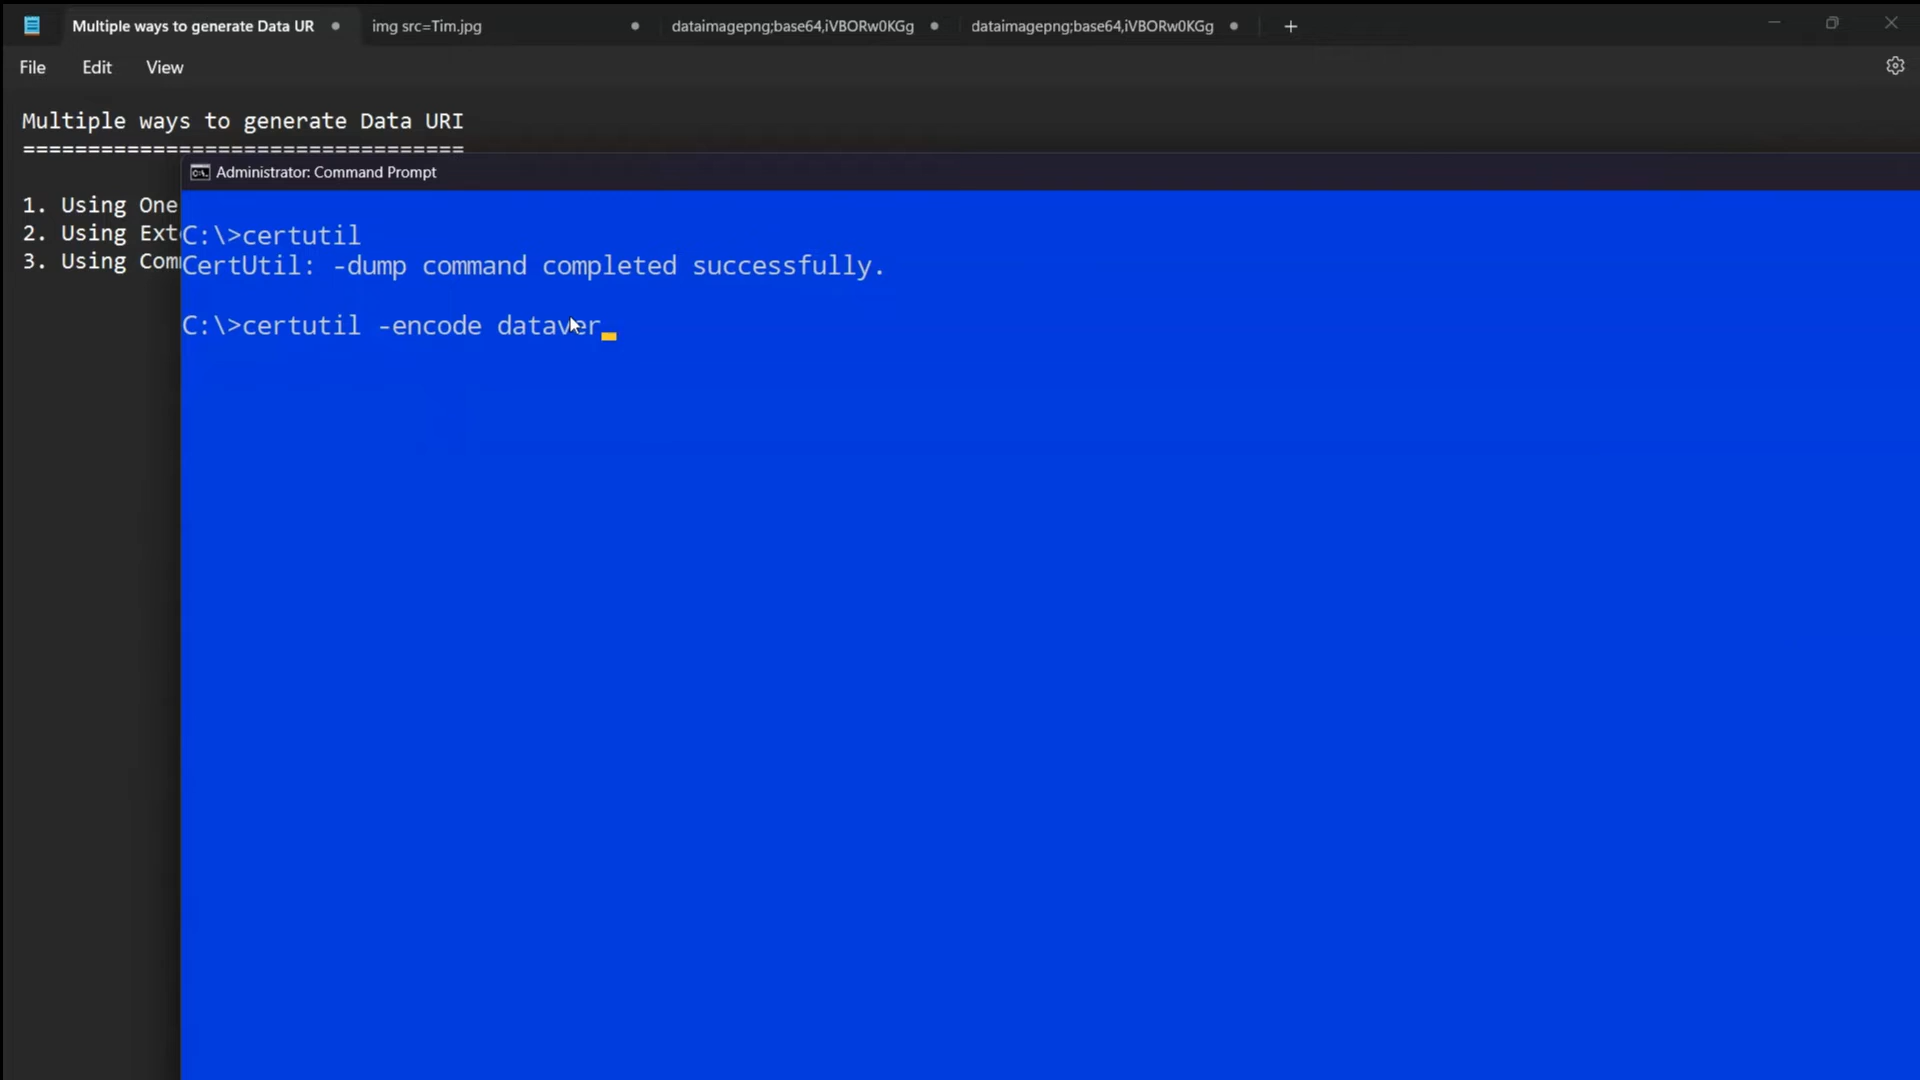 Multiple ways to generate Data UR
img src=Tim.jpg
dataimagepng;base64,iVBORw0KGg
dataimagepng;base64,iVBORw0KGg
File Edit View
Multiple ways to generate Data URI
==================================
Administrator: Command Prompt
1. Using One
2. Using Ext
3. Using Com
C:\>certutil
CertUtil: -dump command completed successfully.
C:\>certutil -encode dataver